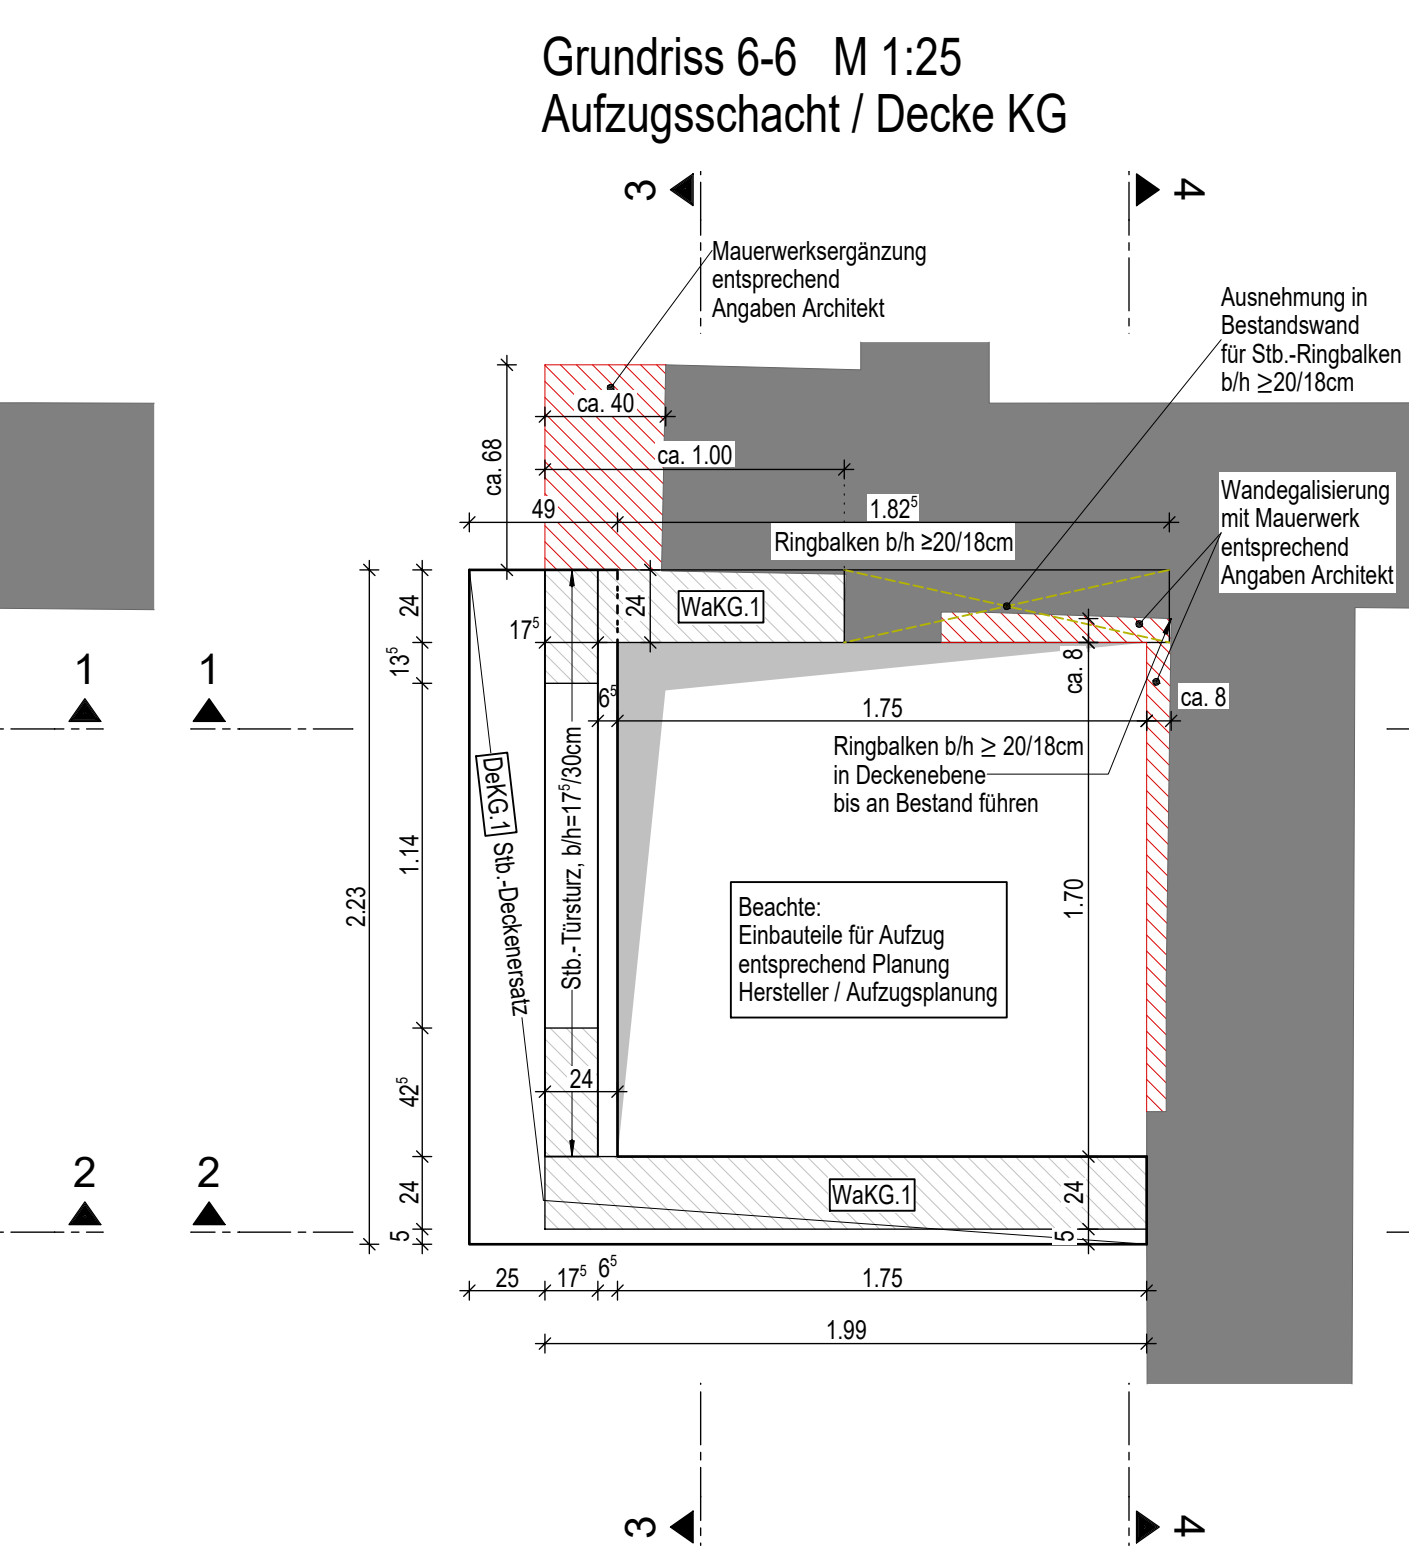 Grundriss 6-6 M 1:25
Aufzugsschacht / Decke KG
3
4
Mauerwerksergänzung
entsprechend
Angaben Architekt
Ausnehmung in
Bestandswand
für Stb.-Ringbalken
b/h ≥20/18cm
ca. 40
ca. 68
ca. 1.00
49
1.82⁵
Ringbalken b/h ≥20/18cm
Wandegalisierung
mit Mauerwerk
entsprechend
Angaben Architekt
24
17⁵
24
WaKG.1
13⁵
1
1
6⁵
ca. 8
ca. 8
1.75
Ringbalken b/h ≥ 20/18cm
in Deckenebene
bis an Bestand führen
DeKG.1 Stb.-Deckenersatz
Stb.-Türsturz, b/h=17⁵/30cm
1.14
2.23
1.70
Beachte:
Einbauteile für Aufzug
entsprechend Planung
Hersteller / Aufzugsplanung
42⁵
24
2
2
24
WaKG.1
24
5
5
25
17⁵
6⁵
1.75
1.99
3
4